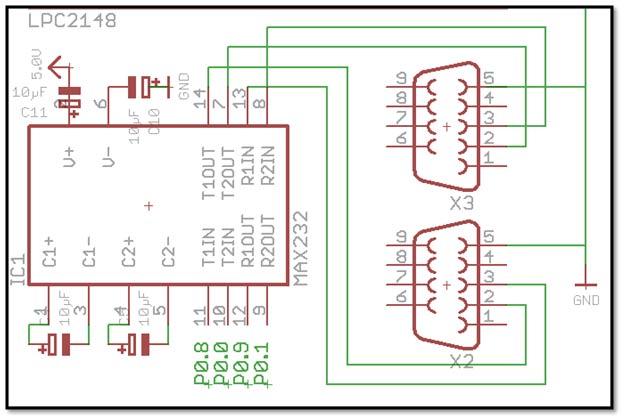 LPC2148
5.0V
10µF
C11
2
6
10µF
C10
GND
14
7
13
8
V+
V-
T1OUT
T2OUT
R1IN
R2IN
C1+
C1-
C2+
C2-
T1IN
T2IN
R1OUT
R2OUT
IC1
MAX232
1
10µF
3
4
10µF
5
11
10
12
9
P0.8
P0.0
P0.9
P0.1
9
8
7
6
5
4
3
2
1
X3
9
8
7
6
5
4
3
2
1
X2
GND